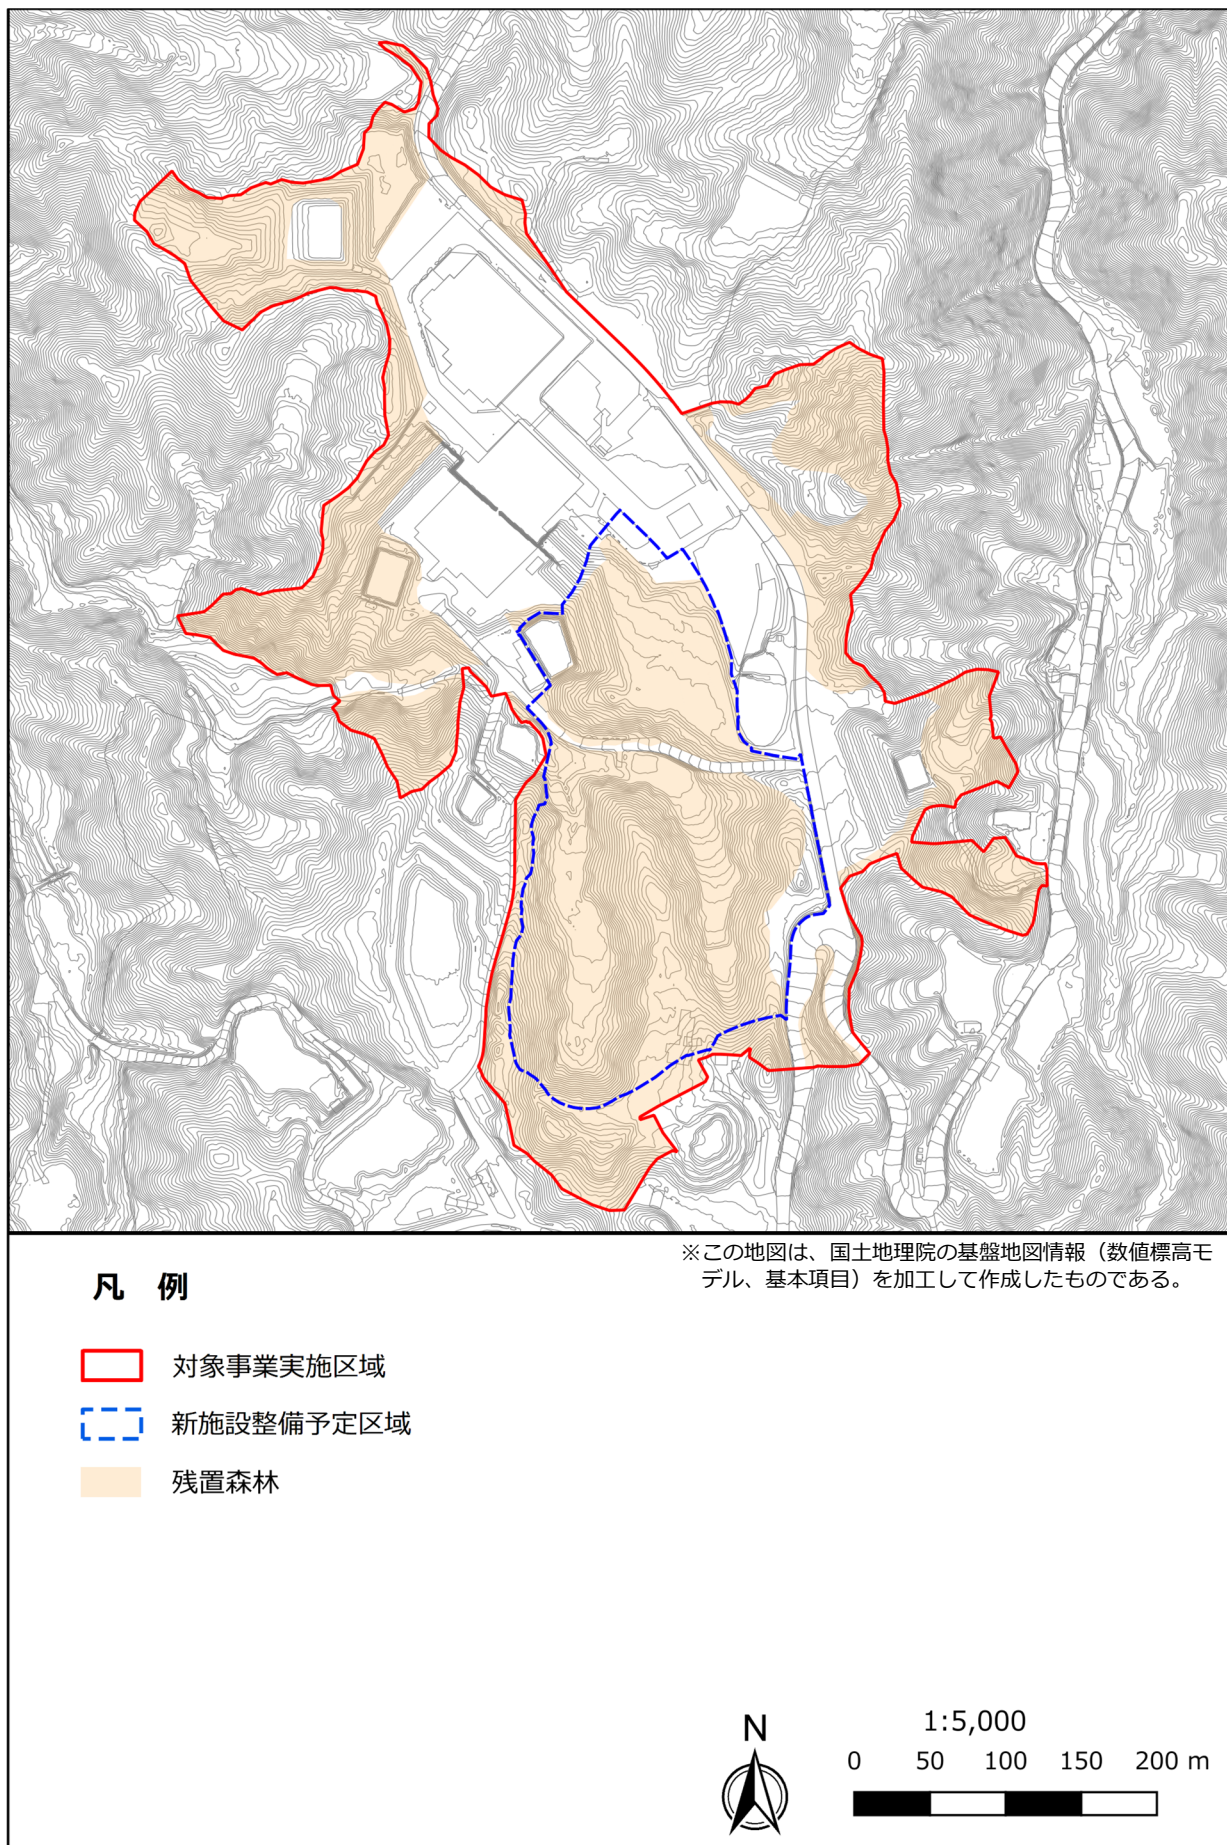 ※この地図は、国土地理院の基盤地図情報（数値標高モ
デル、基本項目）を加工して作成したものである。
凡 例
対象事業実施区域
新施設整備予定区域
残置森林
N
1:5,000
0 50 100 150 200 m